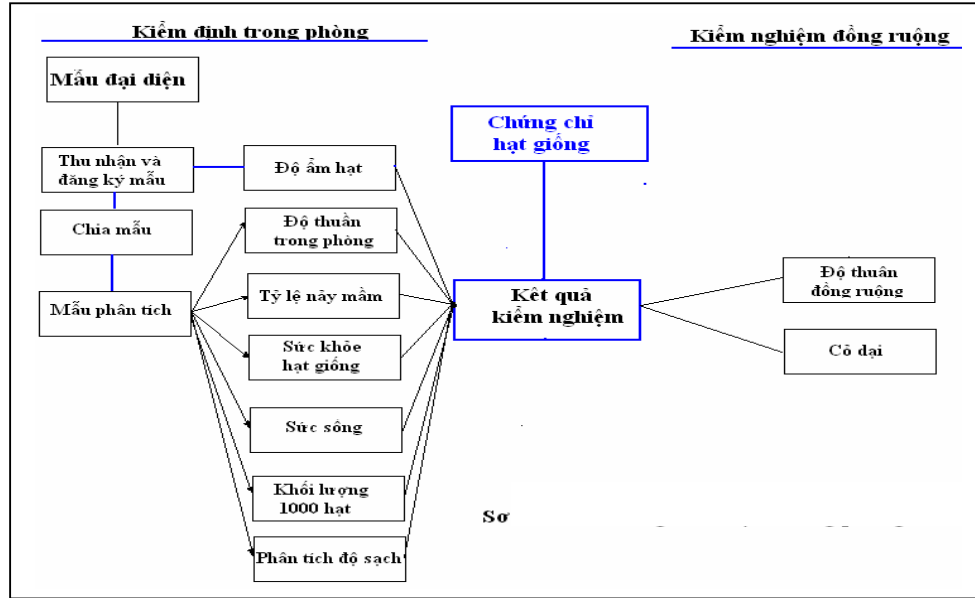 Kiểm định trong phòng
Kiểm nghiệm đồng ruộng
Mẫu đại diện
Thu nhận và
đăng ký mẫu
Chia mẫu
Mẫu phân tích
Độ ẩm hạt
Độ thuần
trong phòng
Tỷ lệ nảy mầm
Sức khỏe
hạt giống
Sức sống
Khối lượng
1000 hạt
Phân tích độ sạch
Chứng chỉ
hạt giống
Kết quả
kiểm nghiệm
Độ thuân
đồng ruộng
Cỏ dại
Sơ